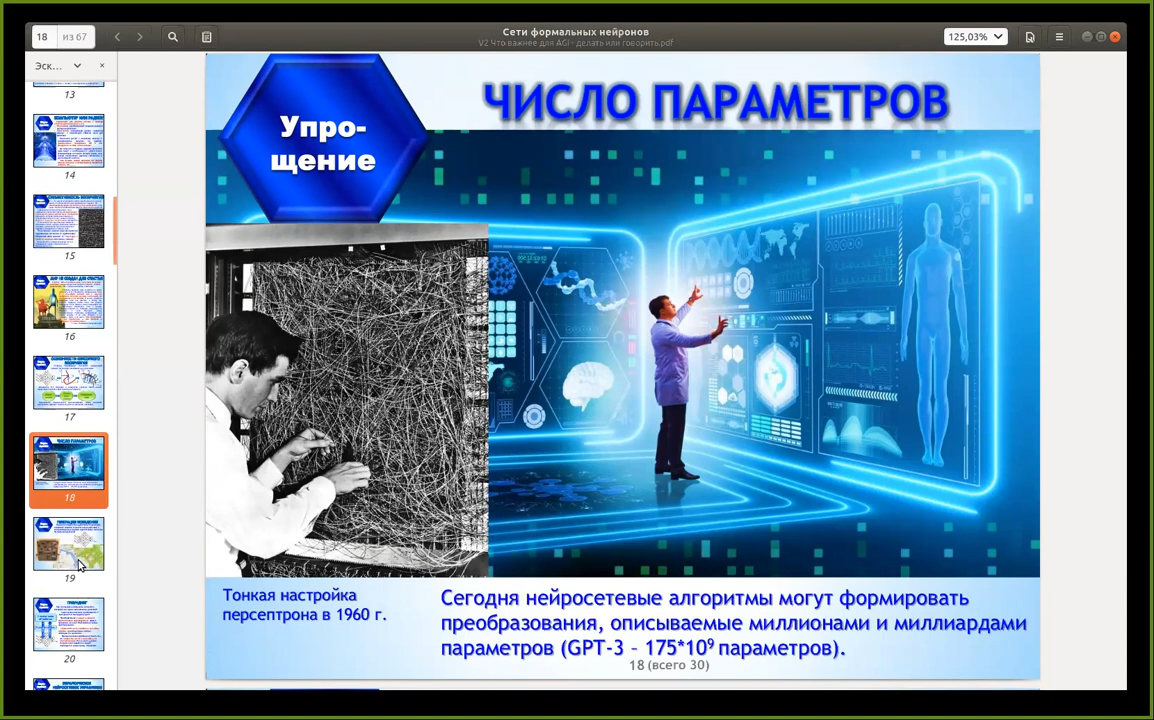 Сети формальных нейронов
V2 Что важнее для AGI - делать или говорить.pdf
18 из 67
125,03%
Эск...
13
14
15
16
17
18
19
20
Упро-
щение
ЧИСЛО ПАРАМЕТРОВ
Тонкая настройка
персептрона в 1960 г.
Сегодня нейросетевые алгоритмы могут формировать
преобразования, описываемые миллионами и миллиардами
параметров (GPT-3 – 175*10⁹ параметров).
18 (всего 30)